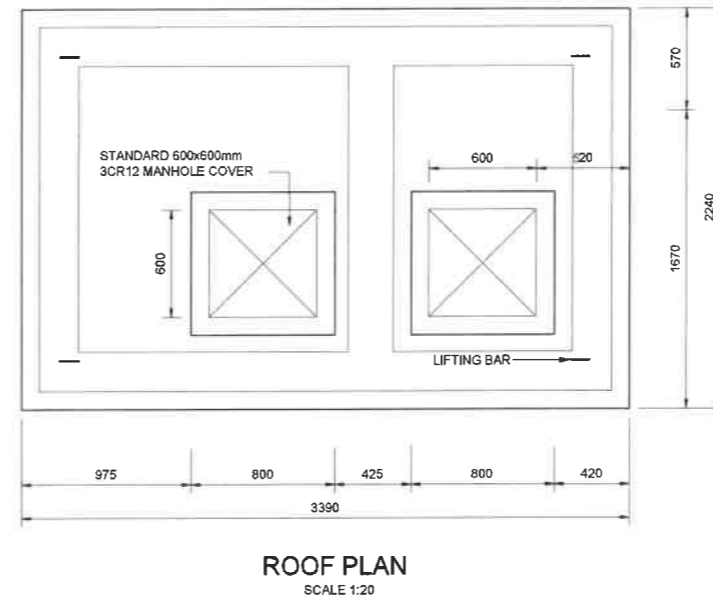 570
600
520
STANDARD 600x600mm
3CR12 MANHOLE COVER
2240
600
1670
LIFTING BAR
975 800 425 800 420
3390
ROOF PLAN
SCALE 1:20